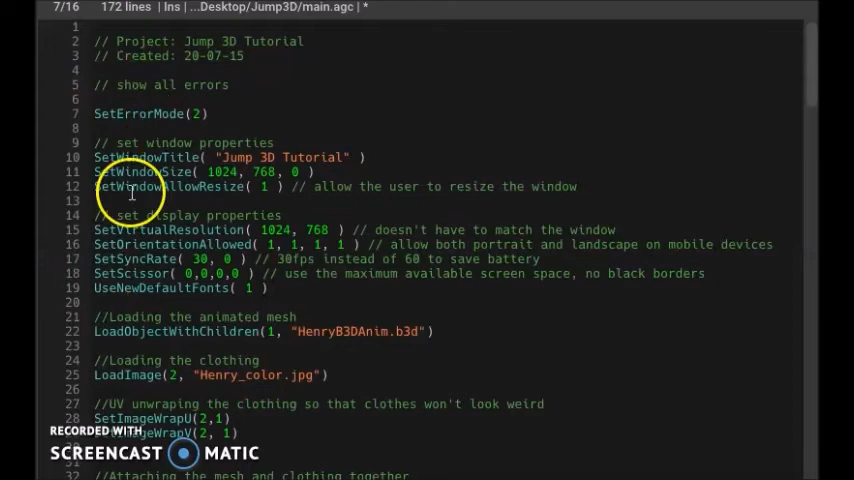 7/16 172 lines | Ins | ...Desktop/Jump3D/main.agc | *
1
2 // Project: Jump 3D Tutorial
3 // Created: 20-07-15
4
5 // show all errors
6
7 SetErrorMode(2)
8
9 // set window properties
10 SetWindowTitle( "Jump 3D Tutorial" )
11 SetWindowSize( 1024, 768, 0 )
12 SetWindowAllowResize( 1 ) // allow the user to resize the window
13
14 // set display properties
15 SetVirtualResolution( 1024, 768 ) // doesn't have to match the window
16 SetOrientationAllowed( 1, 1, 1, 1 ) // allow both portrait and landscape on mobile devices
17 SetSyncRate( 30, 0 ) // 30fps instead of 60 to save battery
18 SetScissor( 0,0,0,0 ) // use the maximum available screen space, no black borders
19 UseNewDefaultFonts( 1 )
20
21 //Loading the animated mesh
22 LoadObjectWithChildren(1, "HenryB3DAnim.b3d")
23
24 //Loading the clothing
25 LoadImage(2, "Henry_color.jpg")
26
27 //UV unwraping the clothing so that clothes won't look weird
28 SetImageWrapU(2,1)
SetImageWrapV(2, 1)
RECORDED WITH
SCREENCAST MATIC
32 //Attaching the mesh and clothing together